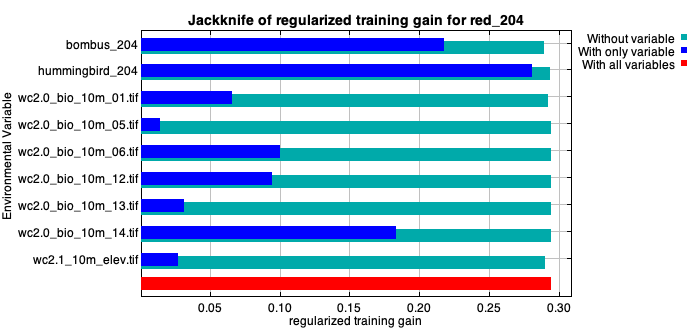 Jackknife of regularized training gain for red_204
Without variable
With only variable
With all variables
Environmental Variable
bombus_204
hummingbird_204
wc2.0_bio_10m_01.tif
wc2.0_bio_10m_05.tif
wc2.0_bio_10m_06.tif
wc2.0_bio_10m_12.tif
wc2.0_bio_10m_13.tif
wc2.0_bio_10m_14.tif
wc2.1_10m_elev.tif
0.05 0.10 0.15 0.20 0.25 0.30
regularized training gain